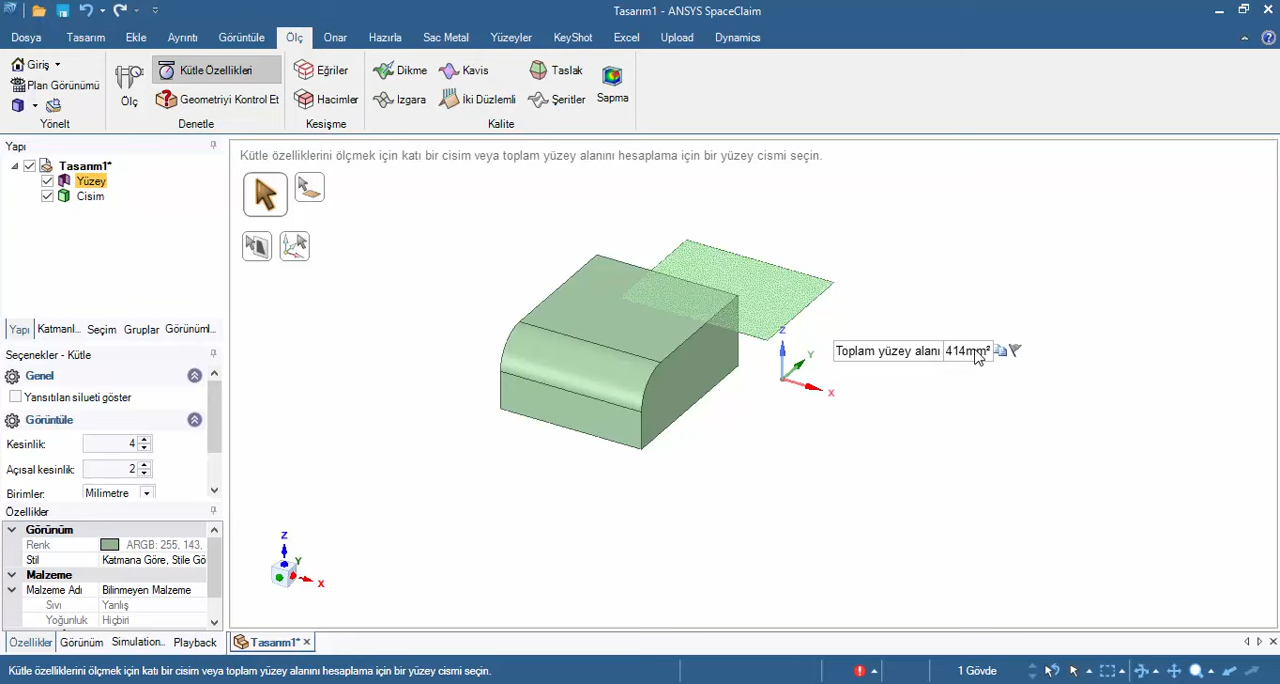 Tasarım1 - ANSYS SpaceClaim
Dosya Tasarım Ekle Ayrıntı Görüntüle Ölç Onar Hazırla Sac Metal Yüzeyler KeyShot Excel Upload Dynamics
Giriş
Plan Görünümü
Yönelt
Ölç
Kütle Özellikleri
Geometriyi Kontrol Et
Denetle
Eğriler
Hacimler
Kesişme
Dikme Kavis Taslak
Izgara İki Düzlemli Şeritler
Sapma
Kalite
Yapı
Tasarım1*
Yüzey
Cisim
Yapı Katmanl... Seçim Gruplar Görünüml...
Seçenekler - Kütle
Genel
Yansıtılan silueti göster
Görüntüle
Kesinlik: 4
Açısal kesinlik: 2
Birimler: Milimetre
Özellikler
Görünüm
Renk ARGB: 255, 143,
Stil Katmana Göre, Stile Gö
Malzeme
Malzeme Adı Bilinmeyen Malzeme
Sıvı Yanlış
Yoğunluk Hiçbiri
Özellikler Görünüm Simulation... Playback
Kütle özelliklerini ölçmek için katı bir cisim veya toplam yüzey alanını hesaplama için bir yüzey cismi seçin.
Z
Y
X
Toplam yüzey alanı 414mm²
Z
Y
X
Tasarım1*
Kütle özelliklerini ölçmek için katı bir cisim veya toplam yüzey alanını hesaplama için bir yüzey cismi seçin.
1 Gövde